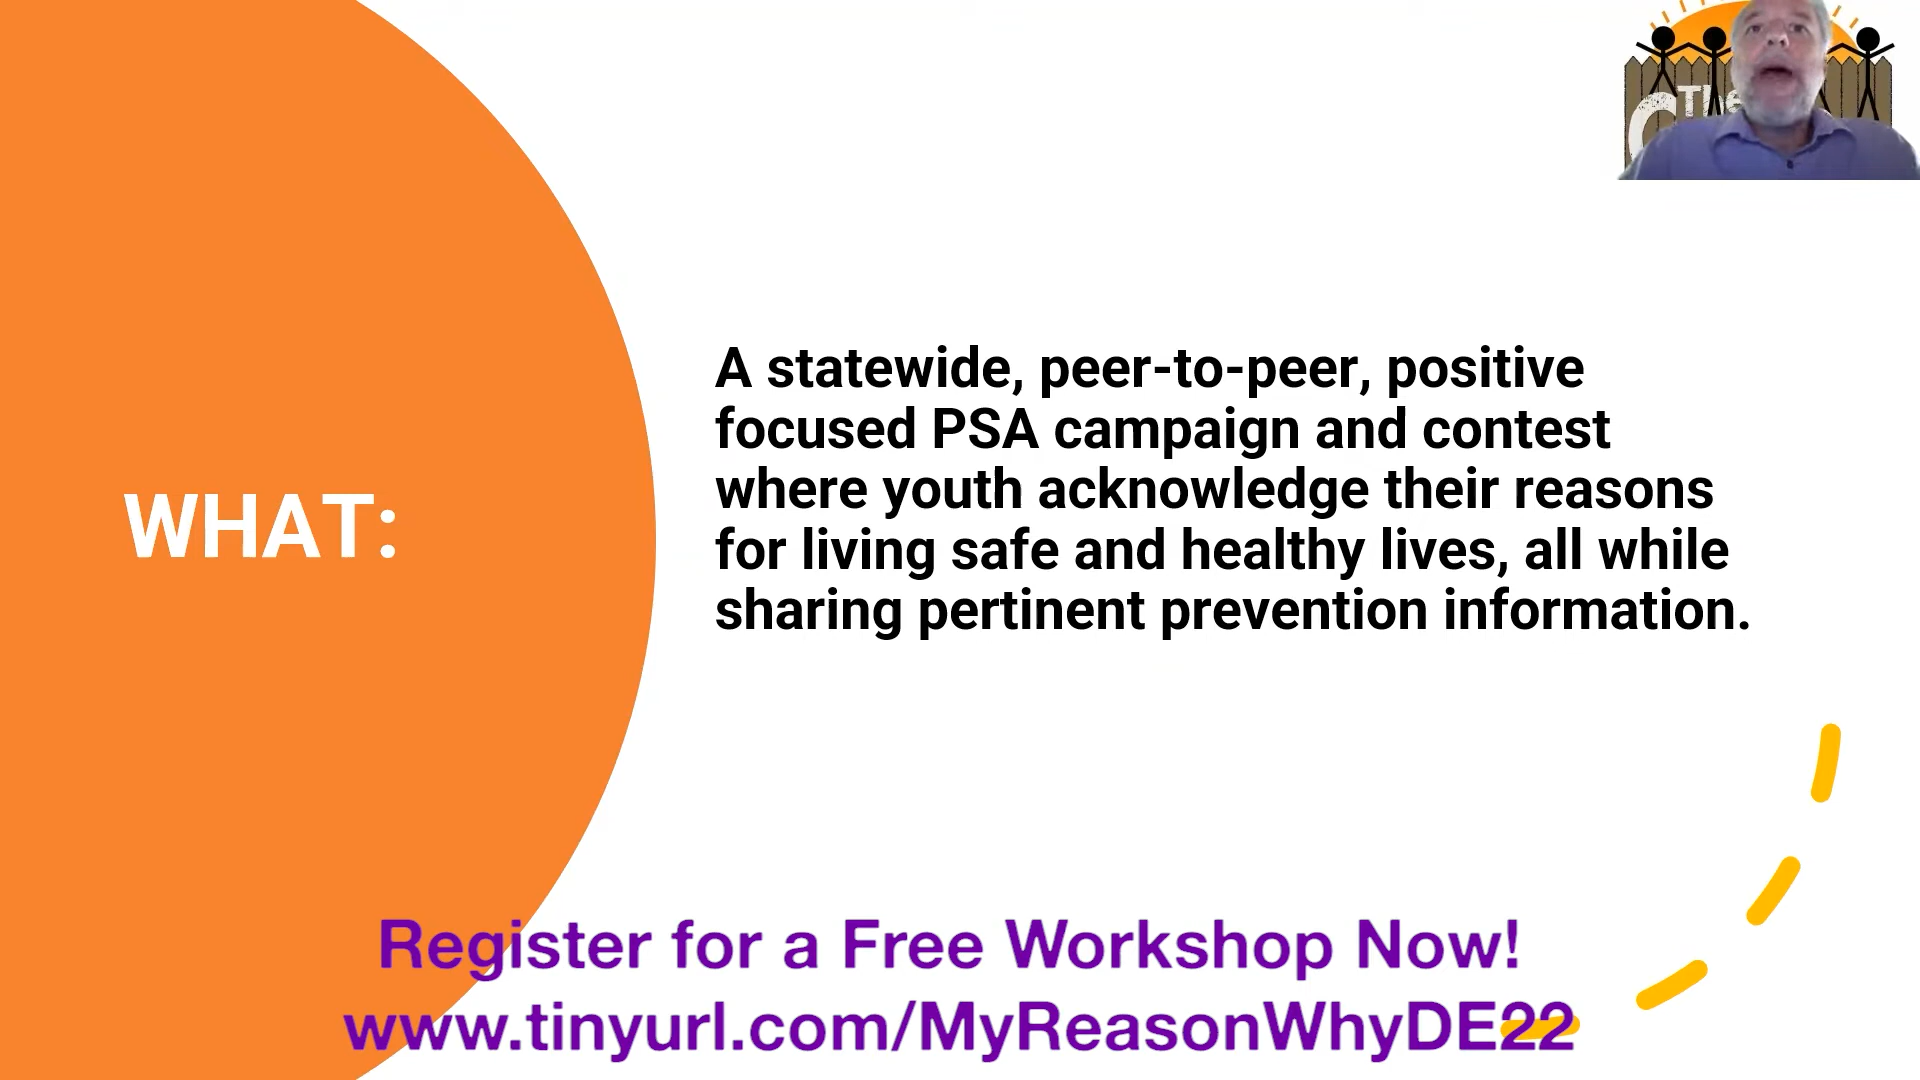 The
WHAT:
A statewide, peer-to-peer, positive
focused PSA campaign and contest
where youth acknowledge their reasons
for living safe and healthy lives, all while
sharing pertinent prevention information.
Register for a Free Workshop Now!
www.tinyurl.com/MyReasonWhyDE22